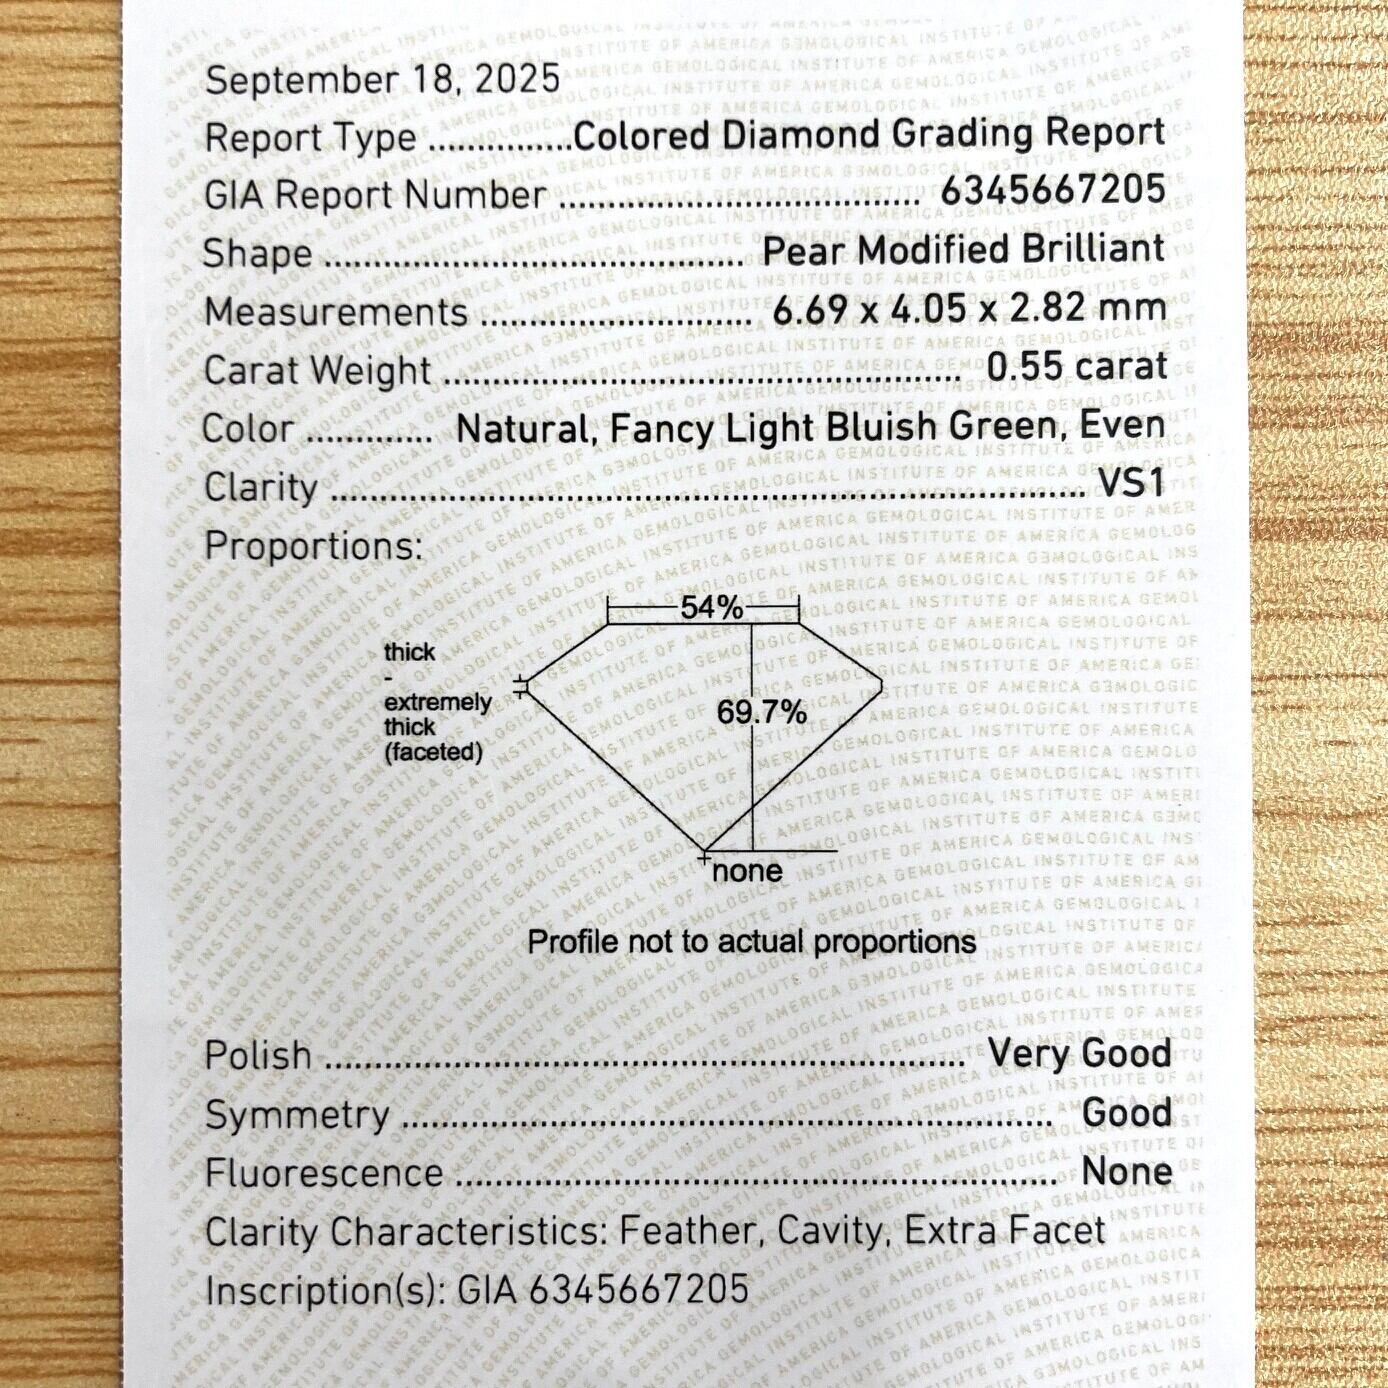 September 18, 2025
Report Type ............... Colored Diamond Grading Report
GIA Report Number .................................... 6345667205
Shape .......................................... Pear Modified Brilliant
Measurements ........................... 6.69 x 4.05 x 2.82 mm
Carat Weight .................................................... 0.55 carat
Color ............. Natural, Fancy Light Bluish Green, Even
Clarity ........................................................................... VS1
Proportions:
54%
thick
-
extremely
thick
(faceted)
69.7%
none
Profile not to actual proportions
Polish ................................................................ Very Good
Symmetry ................................................................. Good
Fluorescence ............................................................ None
Clarity Characteristics: Feather, Cavity, Extra Facet
Inscription(s): GIA 6345667205